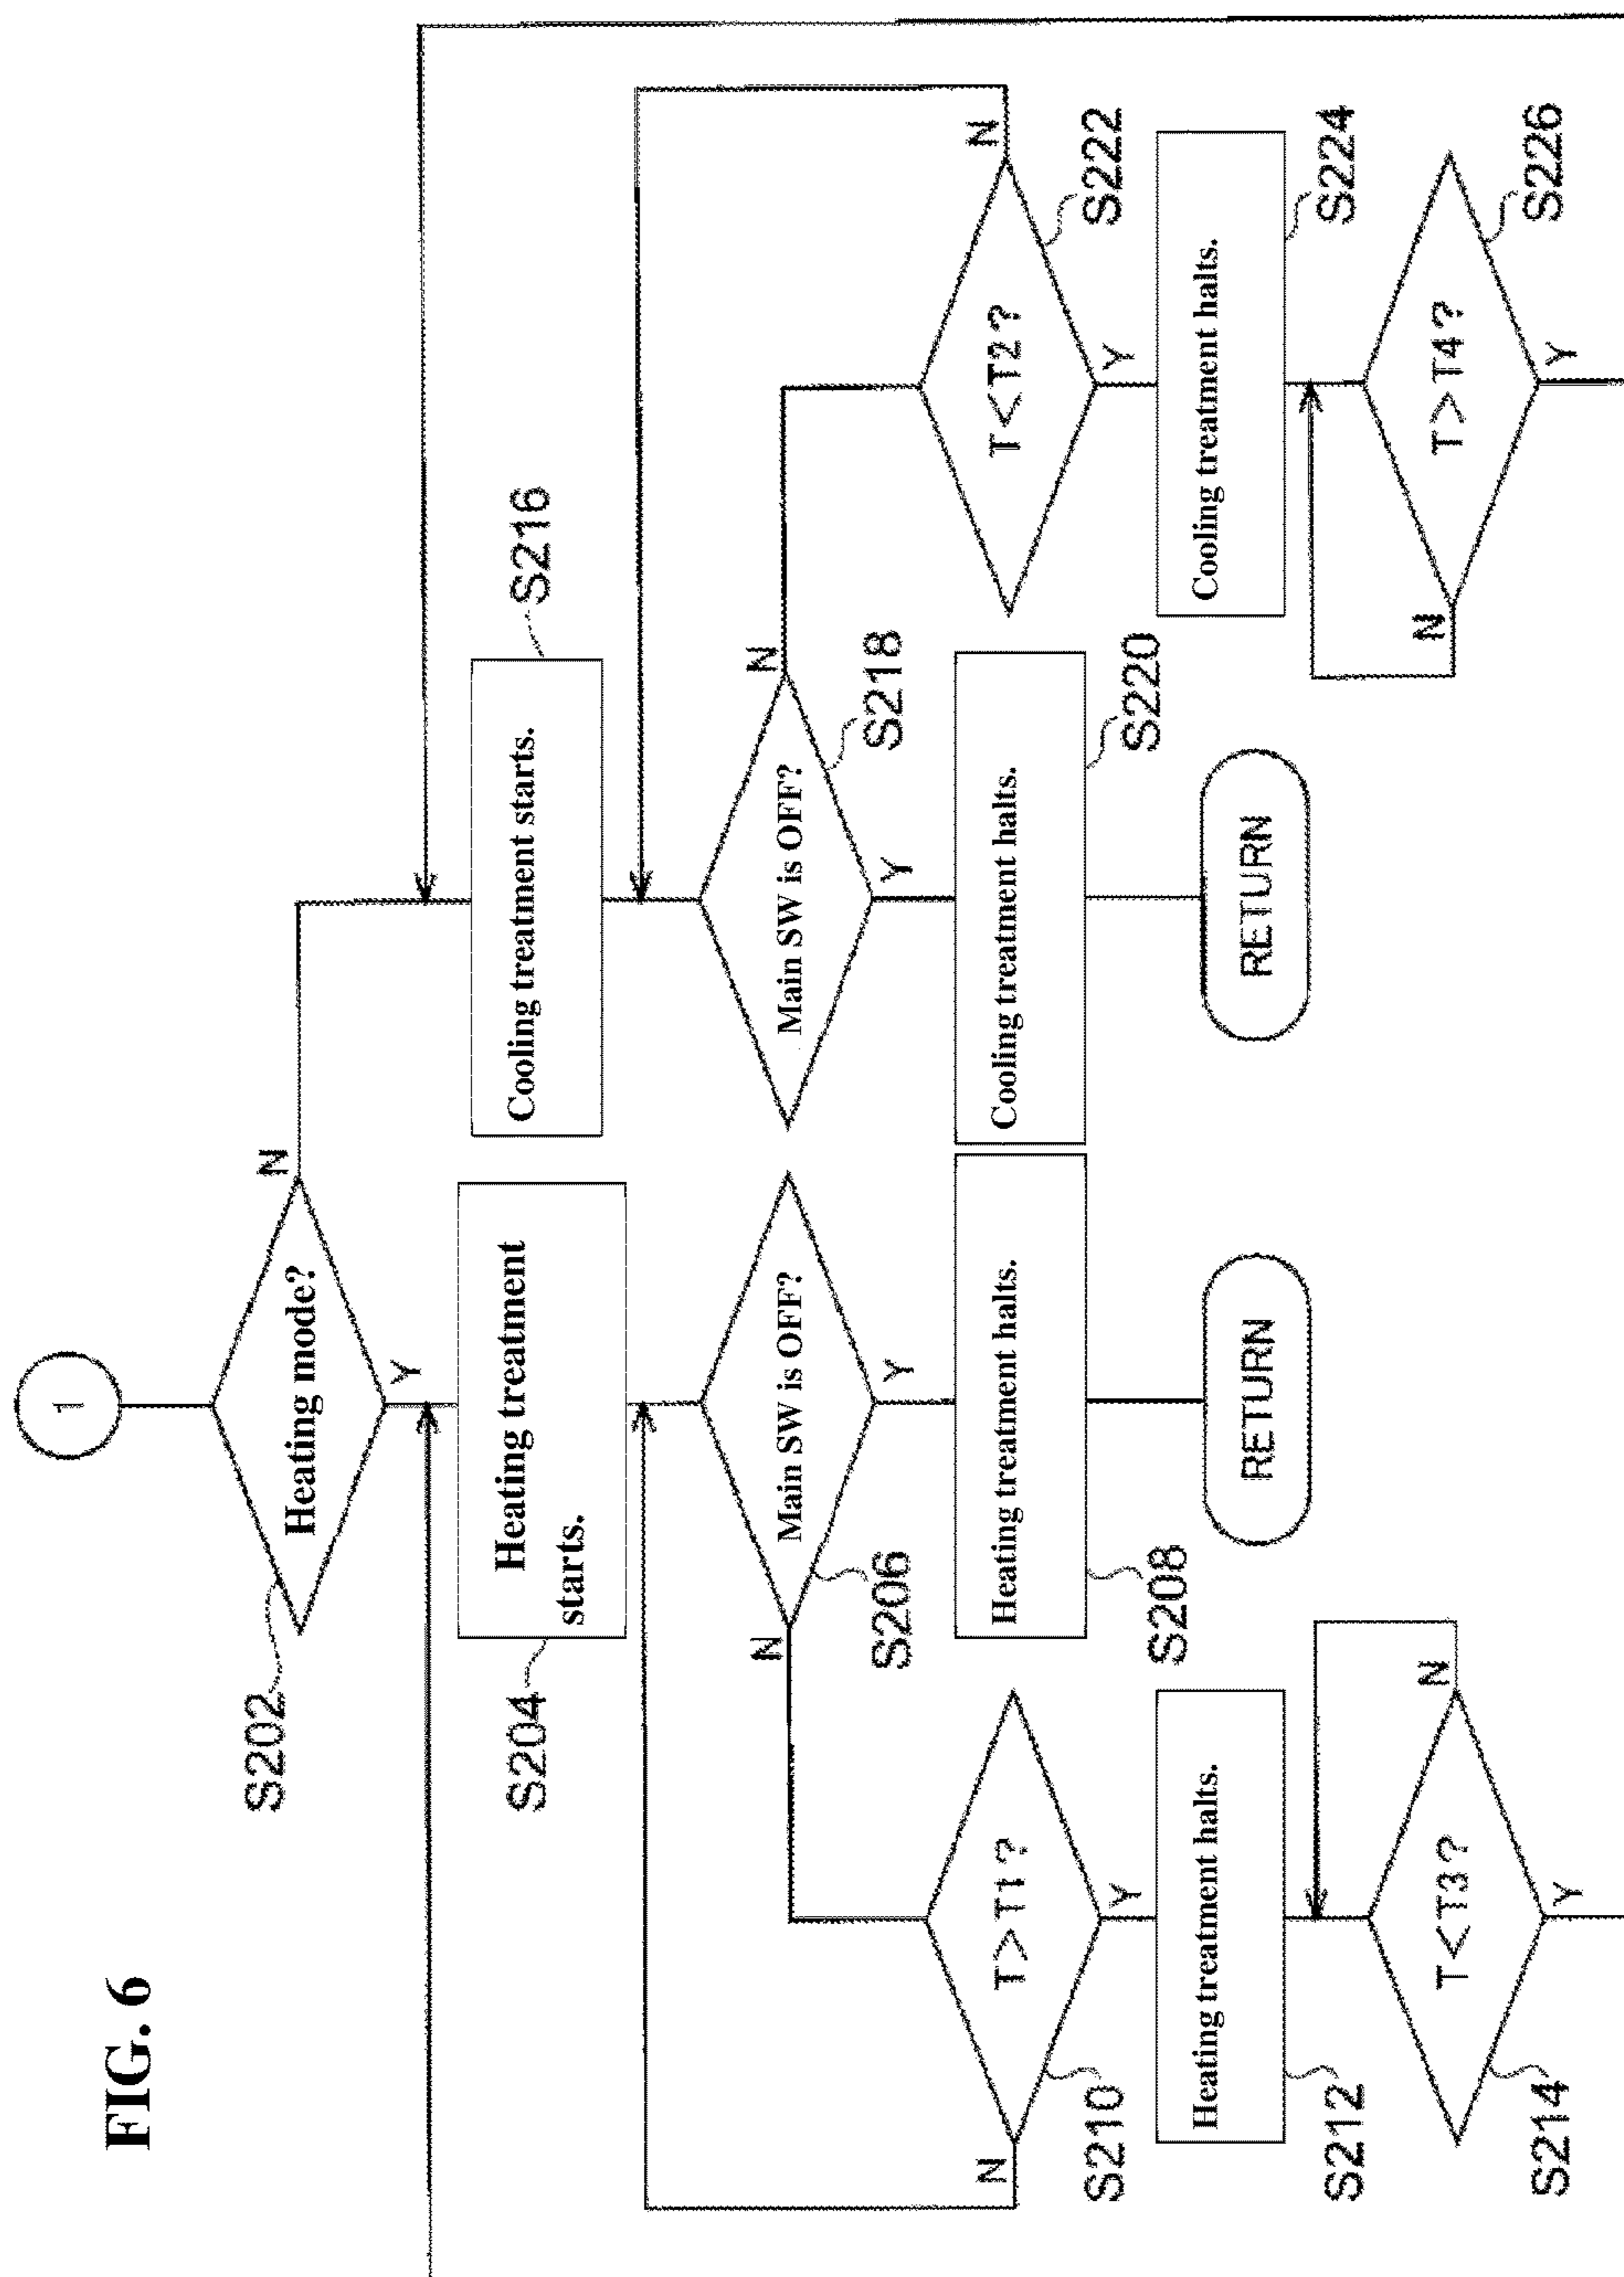 FIG. 6
1
Heating mode?
S202
N
Y
Heating treatment
starts.
S204
Cooling treatment starts.
S216
Main SW is OFF?
S206
N
Y
Main SW is OFF?
S218
N
Y
Heating treatment halts.
S208
Cooling treatment halts.
S220
RETURN
RETURN
T>T1?
S210
N
Y
T<T2?
S222
N
Y
Heating treatment halts.
S212
Cooling treatment halts.
S224
T<T3?
S214
N
Y
T>T4?
S226
N
Y